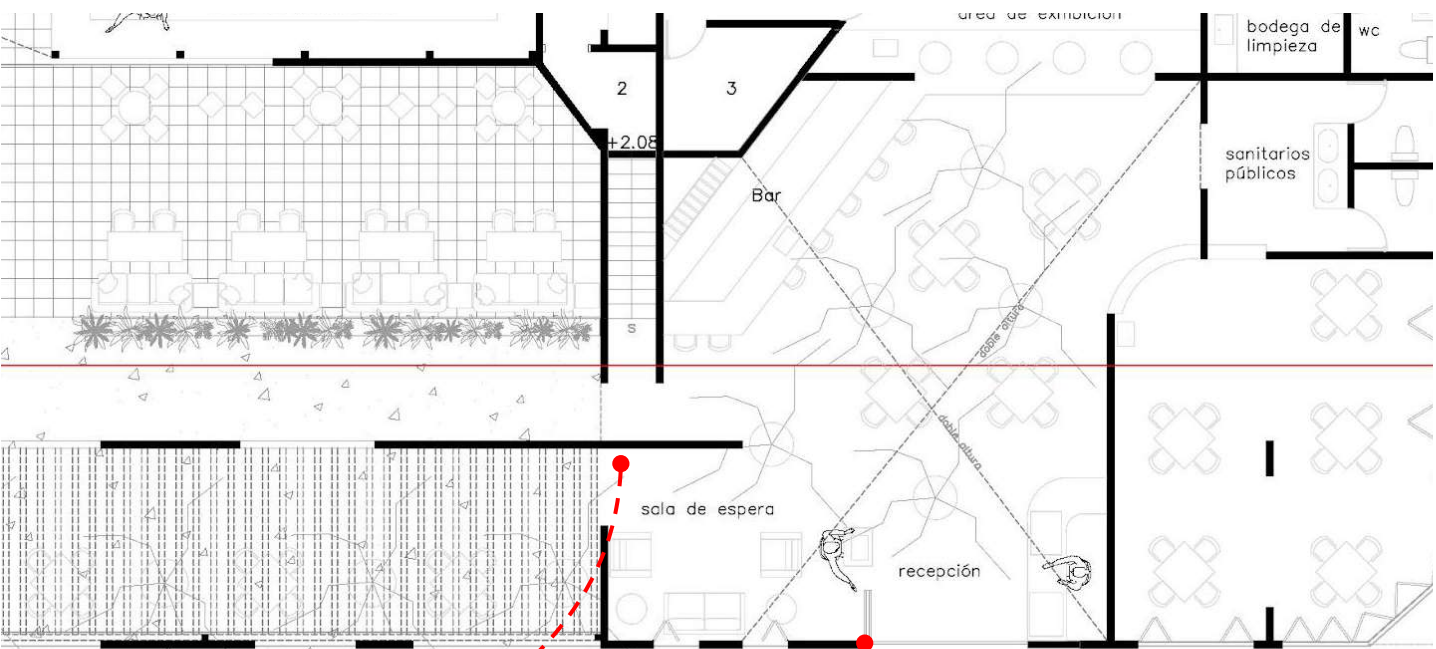 area de exhibición
bodega de
limpieza
wc
2
3
+2.08
sanitarios
públicos
Bar
s
doble altura
doble altura
sala de espera
recepción